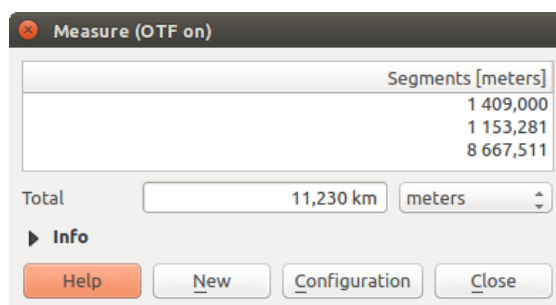 Measure (OTF on)
Segments [meters]
1 409,000
1 153,281
8 667,511
Total 11,230 km meters
Info
Help New Configuration Close